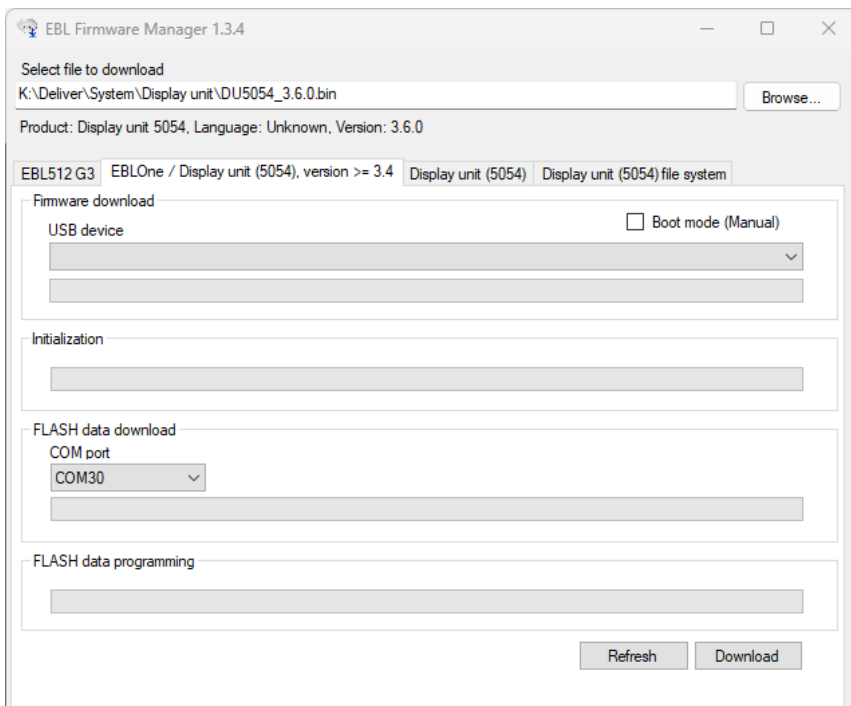 EBL Firmware Manager 1.3.4
Select file to download
K:\Deliver\System\Display unit\DU5054_3.6.0.bin
Browse...
Product: Display unit 5054, Language: Unknown, Version: 3.6.0
EBL512 G3 EBLOne / Display unit (5054), version >= 3.4 Display unit (5054) Display unit (5054) file system
Firmware download
USB device
Boot mode (Manual)
Initialization
FLASH data download
COM port
COM30
FLASH data programming
Refresh Download